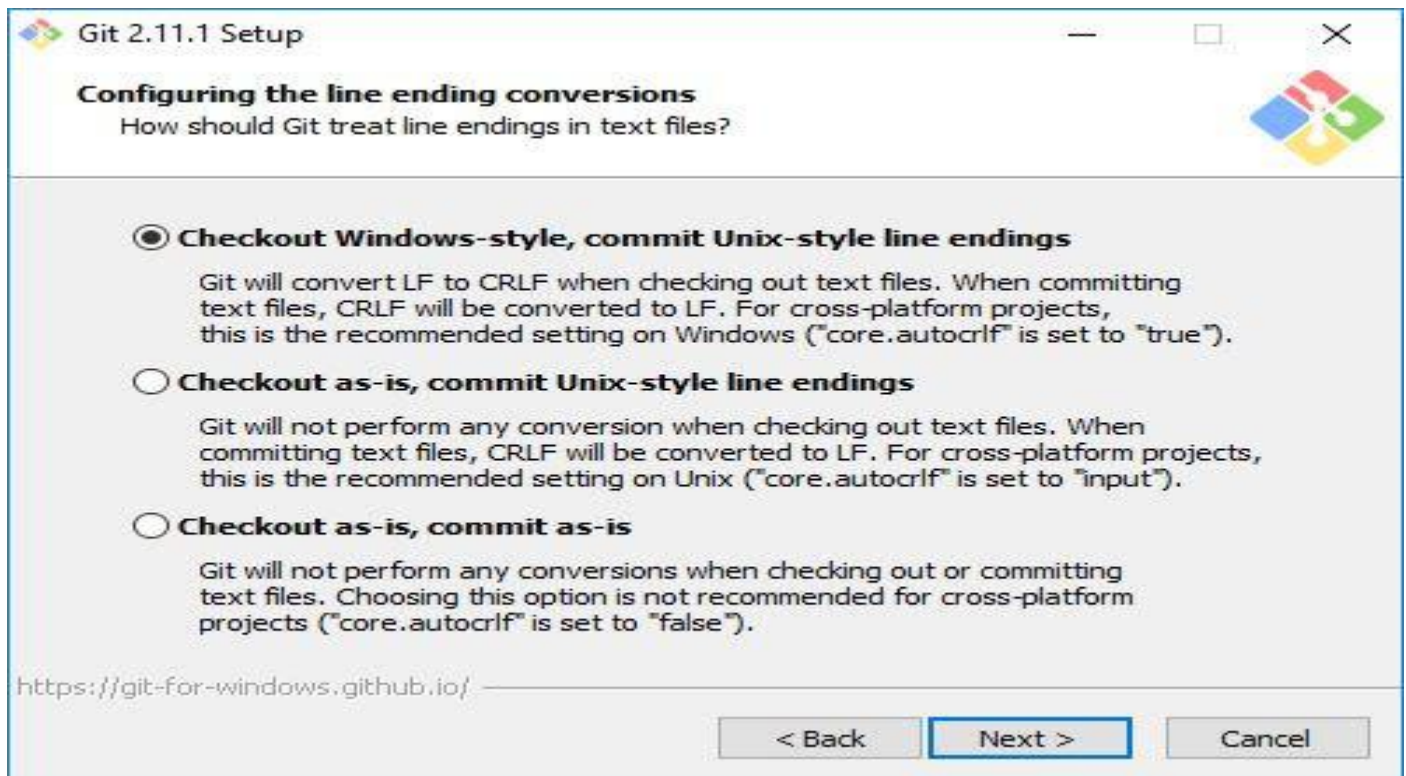 Git 2.11.1 Setup
Configuring the line ending conversions
How should Git treat line endings in text files?
Checkout Windows-style, commit Unix-style line endings
Git will convert LF to CRLF when checking out text files. When committing
text files, CRLF will be converted to LF. For cross-platform projects,
this is the recommended setting on Windows ("core.autocrlf" is set to "true").
Checkout as-is, commit Unix-style line endings
Git will not perform any conversion when checking out text files. When
committing text files, CRLF will be converted to LF. For cross-platform projects,
this is the recommended setting on Unix ("core.autocrlf" is set to "input").
Checkout as-is, commit as-is
Git will not perform any conversions when checking out or committing
text files. Choosing this option is not recommended for cross-platform
projects ("core.autocrlf" is set to "false").
https://git-for-windows.github.io/
< Back Next > Cancel